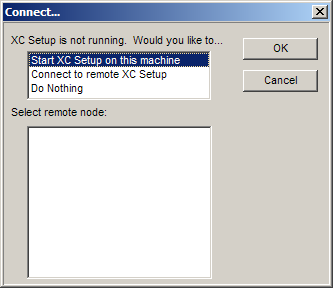 Connect...
XC Setup is not running.  Would you like to...
OK
Start XC Setup on this machine
Connect to remote XC Setup
Do Nothing
Cancel
Select remote node: